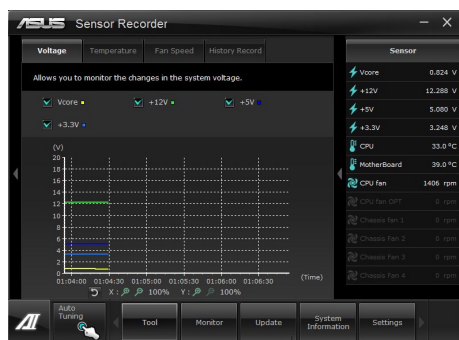 ASUS Sensor Recorder
Voltage Temperature Fan Speed History Record
Allows you to monitor the changes in the system voltage.
Vcore +12V +5V
+3.3V
(V)
20
18
16
14
12
10
8
6
4
2
0
01:04:00 01:04:30 01:05:00 01:05:30 01:06:00 01:06:30 (Time)
X : 100% Y : 100%
Sensor
Vcore 0.824 V
+12V 12.288 V
+5V 5.080 V
+3.3V 3.248 V
CPU 33.0 ºC
MotherBoard 39.0 ºC
CPU fan 1406 rpm
CPU fan OPT 0 rpm
Chassis Fan 1 0 rpm
Chassis Fan 2 0 rpm
Chassis Fan 3 0 rpm
Chassis Fan 4 0 rpm
Auto
Tuning
Tool Monitor Update System
Information Settings